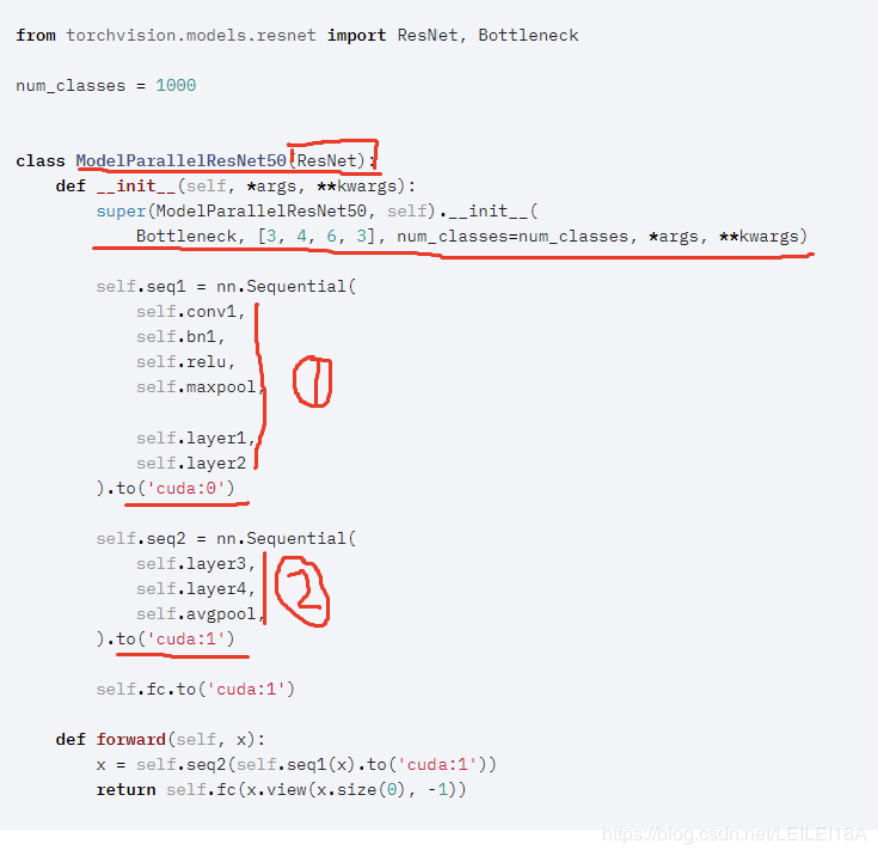 from torchvision.models.resnet import ResNet, Bottleneck
num_classes = 1000
class ModelParallelResNet50(ResNet):
def __init__(self, *args, **kwargs):
super(ModelParallelResNet50, self).__init__(
Bottleneck, [3, 4, 6, 3], num_classes=num_classes, *args, **kwargs)
self.seq1 = nn.Sequential(
self.conv1,
self.bn1,
self.relu,
self.maxpool,
1
self.layer1,
self.layer2
).to('cuda:0')
self.seq2 = nn.Sequential(
self.layer3,
self.layer4,
2
self.avgpool,
).to('cuda:1')
self.fc.to('cuda:1')
def forward(self, x):
x = self.seq2(self.seq1(x).to('cuda:1'))
return self.fc(x.view(x.size(0), -1))
https://blog.csdn.net/LEILEI18A